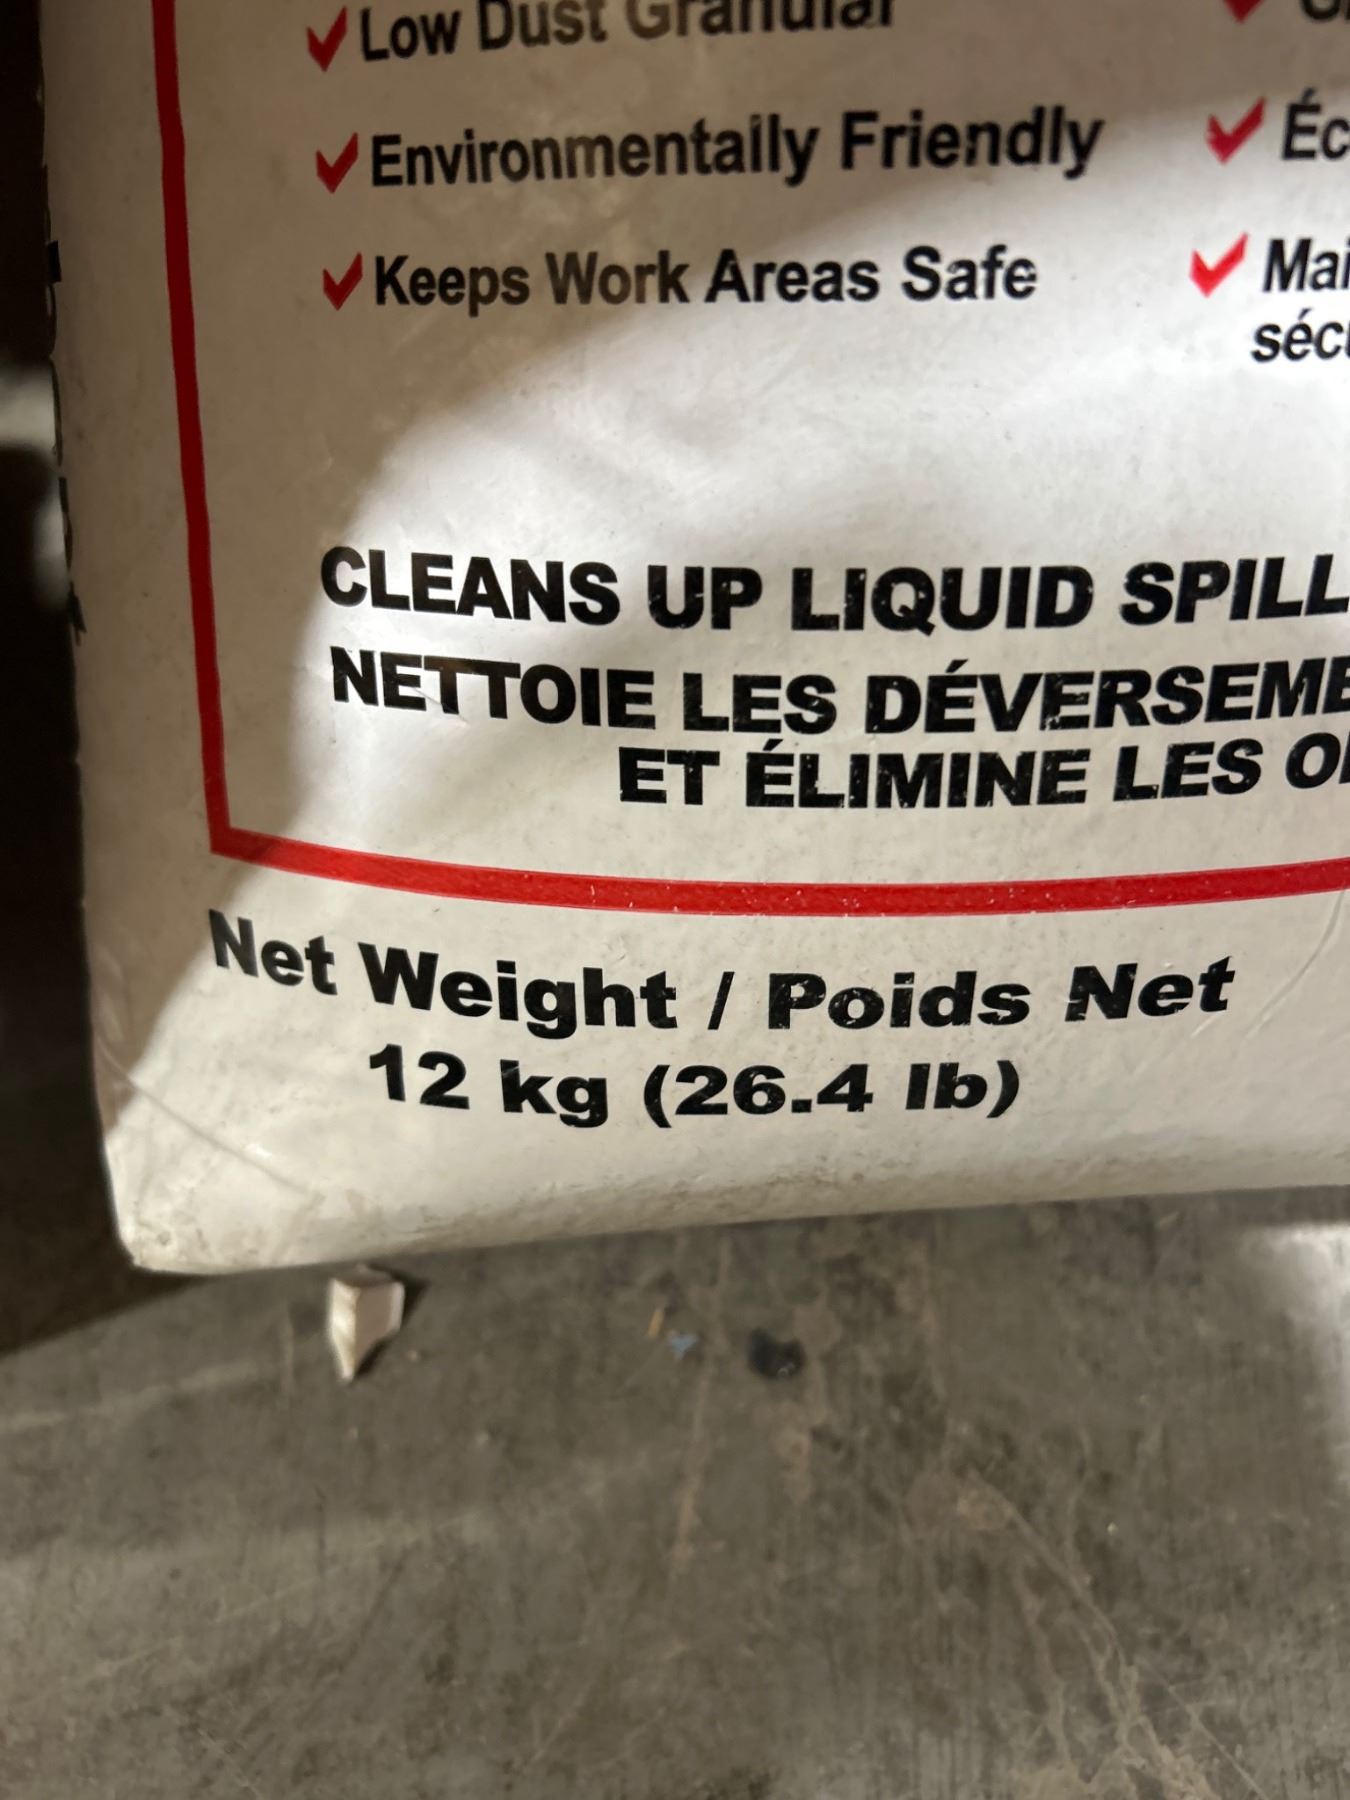 Low Dust Granular
Environmentally Friendly
Keeps Work Areas Safe
CLEANS UP LIQUID SPILL
NETTOIE LES DÉVERSEME
ET ÉLIMINE LES
Net Weight / Poids Net
12 kg (26.4 lb)